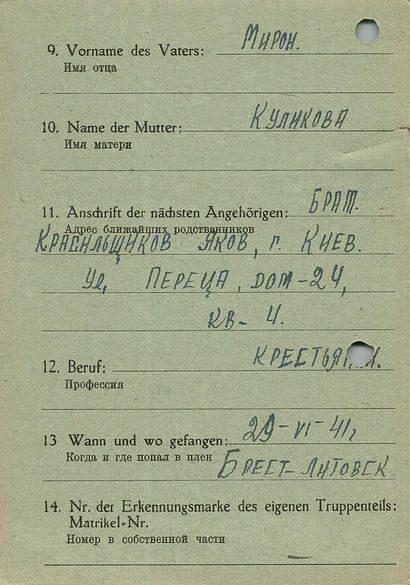 9. Vorname des Vaters: Мирон.
Имя отца
10. Name der Mutter: Куликова
Имя матери
11. Anschrift der nächsten Angehörigen: БРАТ.
Адрес ближайших родственников
Красильщиков Яков, г. Киев.
ул, Переца, дом-24,
кв- 4.
12. Beruf:
Профессия
13 Wann und wo gefangen: 29-VI-41г
Когда и где попал в плен
Брест-Литовск.
14. Nr. der Erkennungsmarke des eigenen Truppenteils:
Matrikel-Nr.
Номер в собственной части